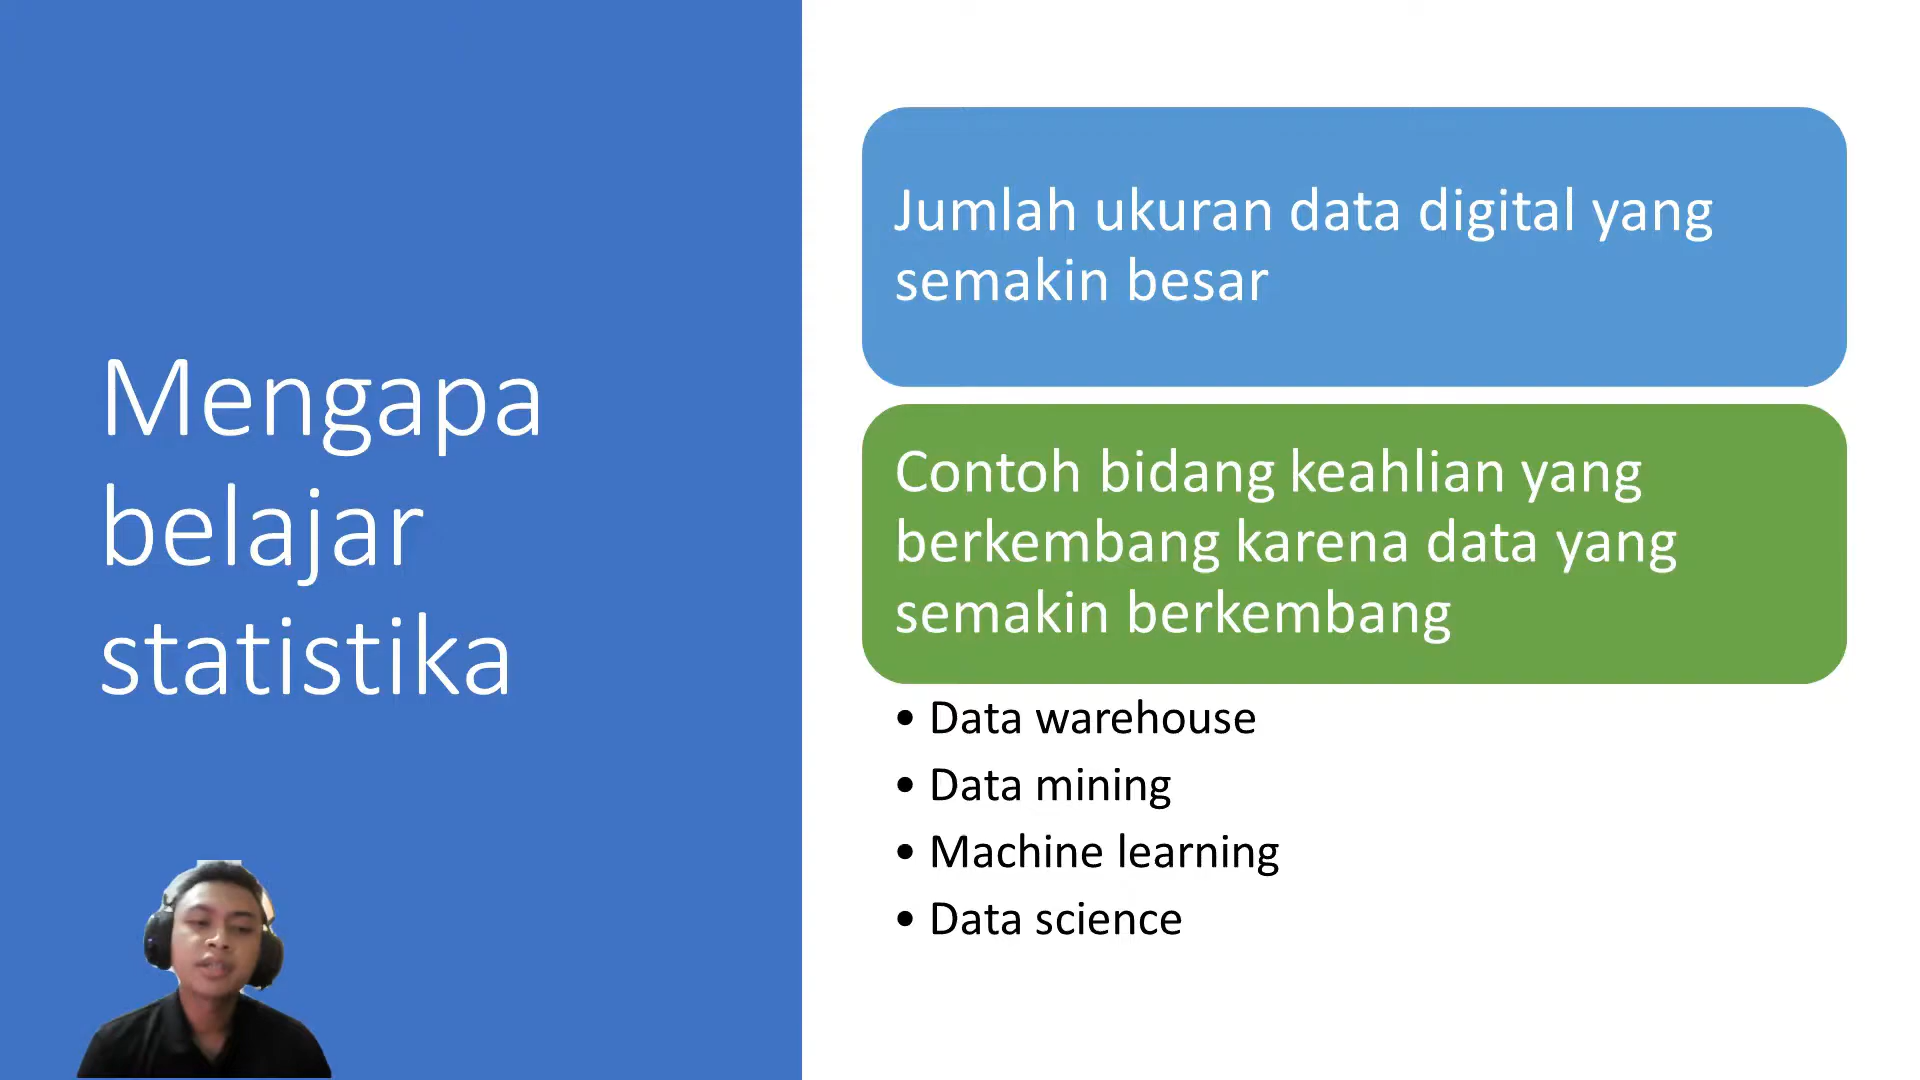 Mengapa
belajar
statistika
Jumlah ukuran data digital yang
semakin besar
Contoh bidang keahlian yang
berkembang karena data yang
semakin berkembang
• Data warehouse
• Data mining
• Machine learning
• Data science